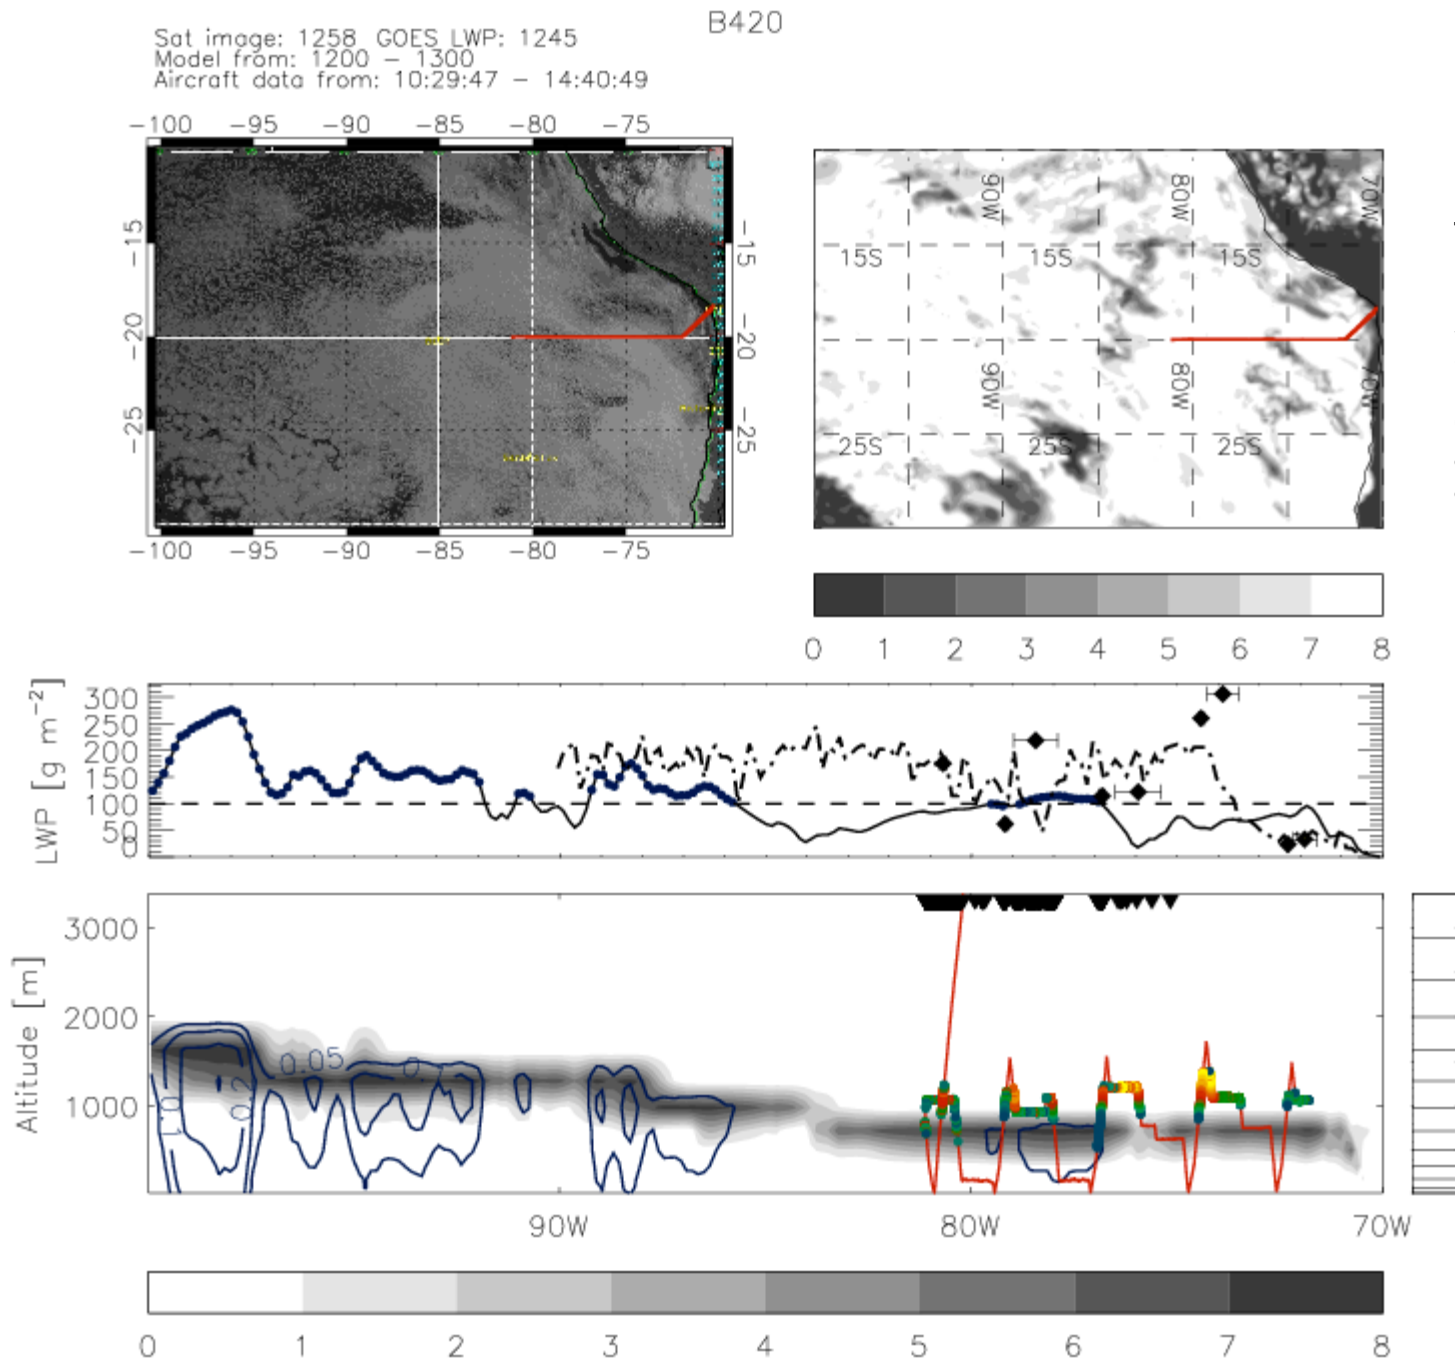 B420
Sat image: 1258 GOES LWP: 1245
Model from: 1200 - 1300
Aircraft data from: 10:29:47 - 14:40:49
-100 -95 -90 -85 -80 -75
-15 -20 -25
-15 -20 -25
-100 -95 -90 -85 -80 -75
90W 80W 70W
15S 15S 15S
90W 80W 70W
25S 25S 25S
0 1 2 3 4 5 6 7 8
LWP [g m⁻²]
300
250
200
150
100
50
0
Altitude [m]
3000
2000
1000
0.05
0.2
90W 80W 70W
0 1 2 3 4 5 6 7 8